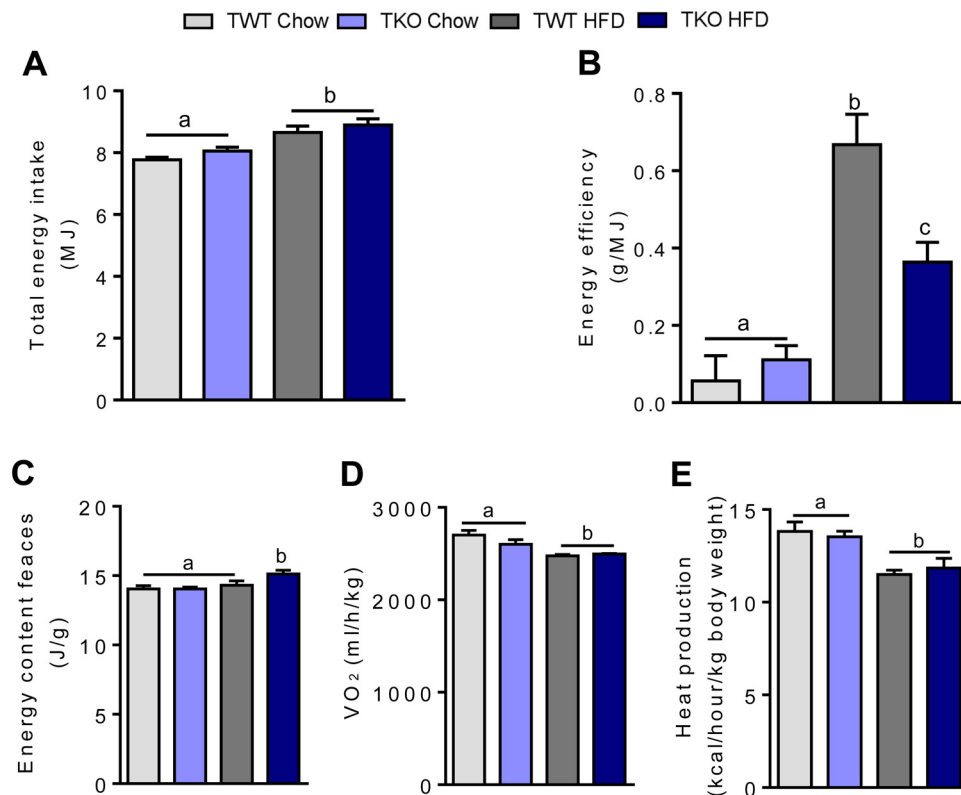 TWT Chow TKO Chow TWT HFD TKO HFD
A
Total energy intake
(MJ)
10
8
6
4
2
0
a
b
B
Energy efficiency
(g/MJ)
0.8
0.6
0.4
0.2
0.0
a
b
c
C
Energy content feaces
(J/g)
20
15
10
5
0
a
b
D
VO₂ (ml/h/kg)
3000
2000
1000
0
a
b
E
Heat production
(kcal/hour/kg body weight)
15
13
5
0
a
b